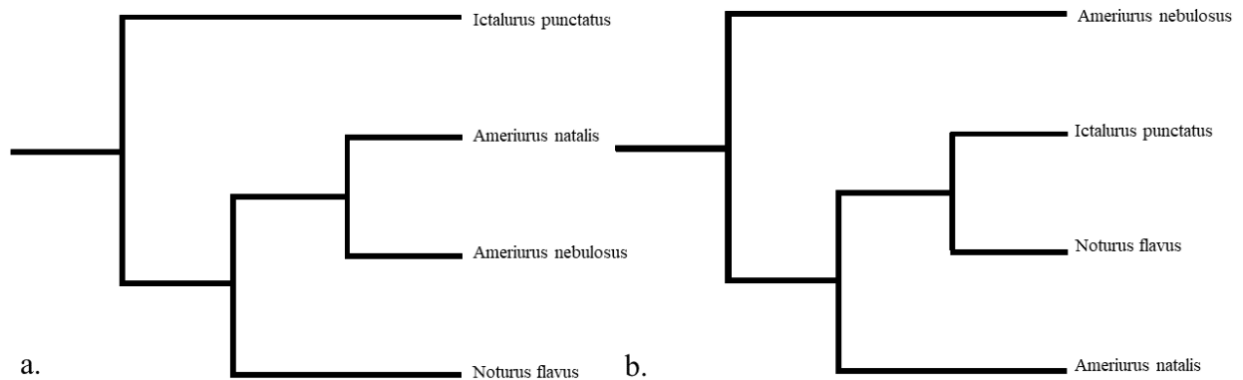 Ictalurus punctatus
Ameriurus natalis
Ameriurus nebulosus
Noturus flavus
a.
Ameriurus nebulosus
Ictalurus punctatus
Noturus flavus
Ameriurus natalis
b.